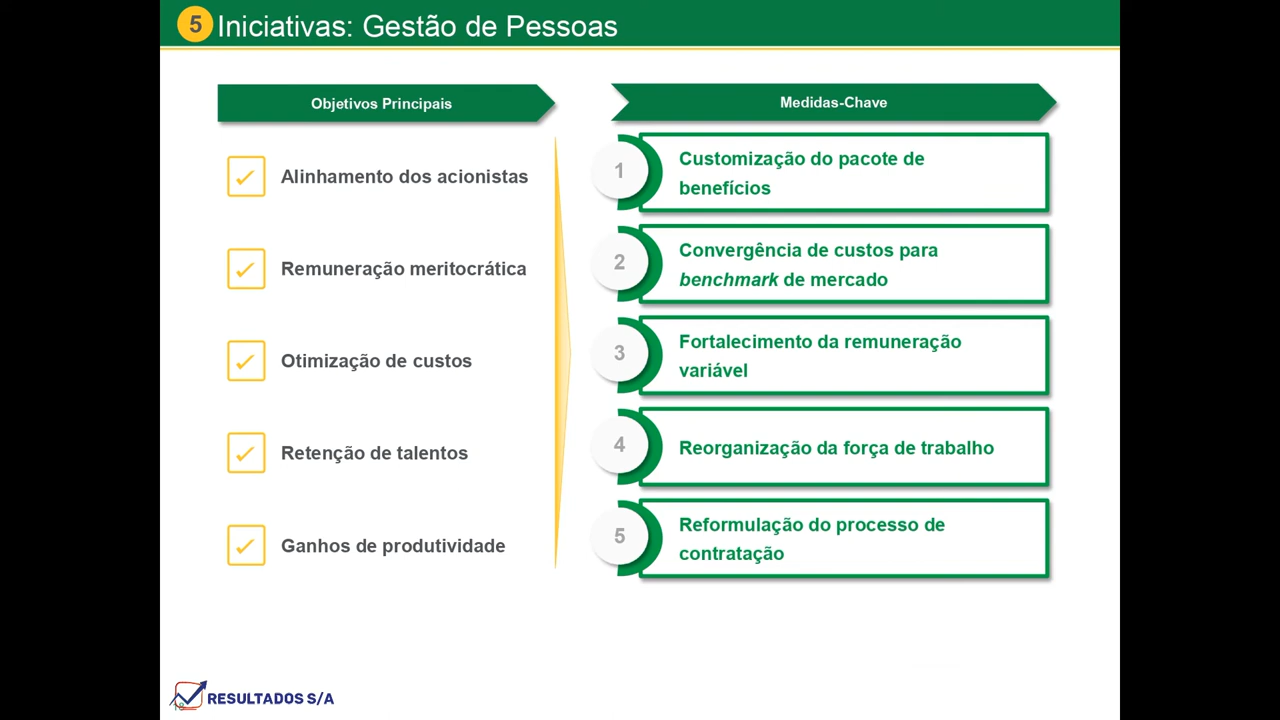 5 Iniciativas: Gestão de Pessoas
Objetivos Principais
Alinhamento dos acionistas
Remuneração meritocrática
Otimização de custos
Retenção de talentos
Ganhos de produtividade
Medidas-Chave
1
Customização do pacote de
benefícios
2
Convergência de custos para
benchmark de mercado
3
Fortalecimento da remuneração
variável
4
Reorganização da força de trabalho
5
Reformulação do processo de
contratação
RESULTADOS S/A